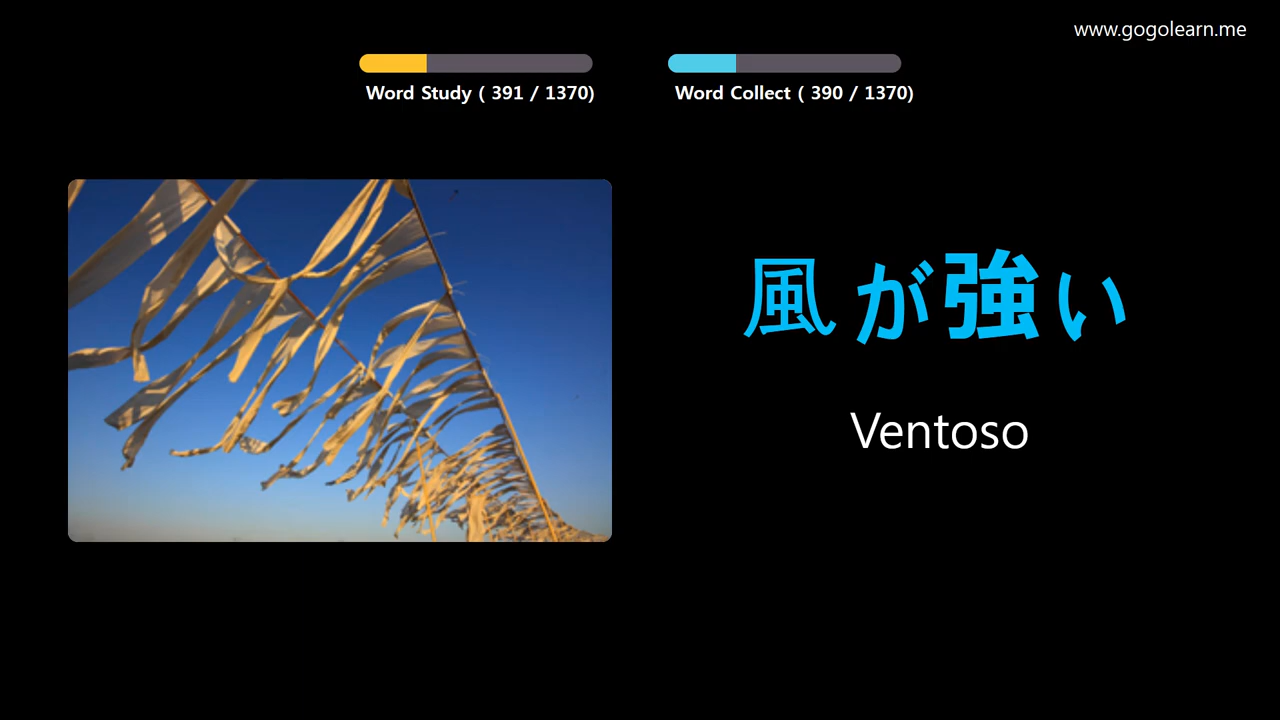 www.gogolearn.me
Word Study ( 391 / 1370)
Word Collect ( 390 / 1370)
風が強い
Ventoso